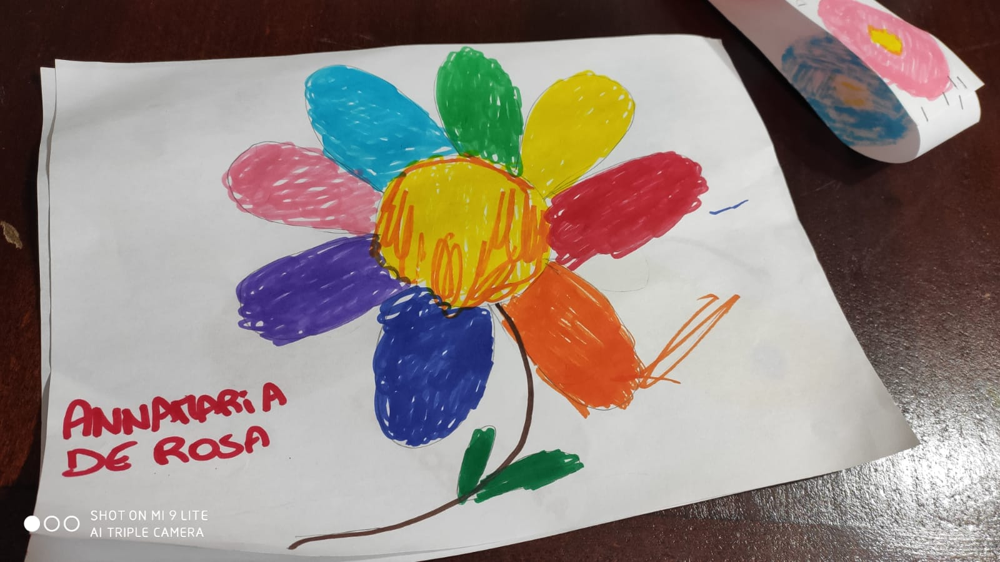 ANNAMARiA
DE ROSA
SHOT ON MI 9 LITE
AI TRIPLE CAMERA